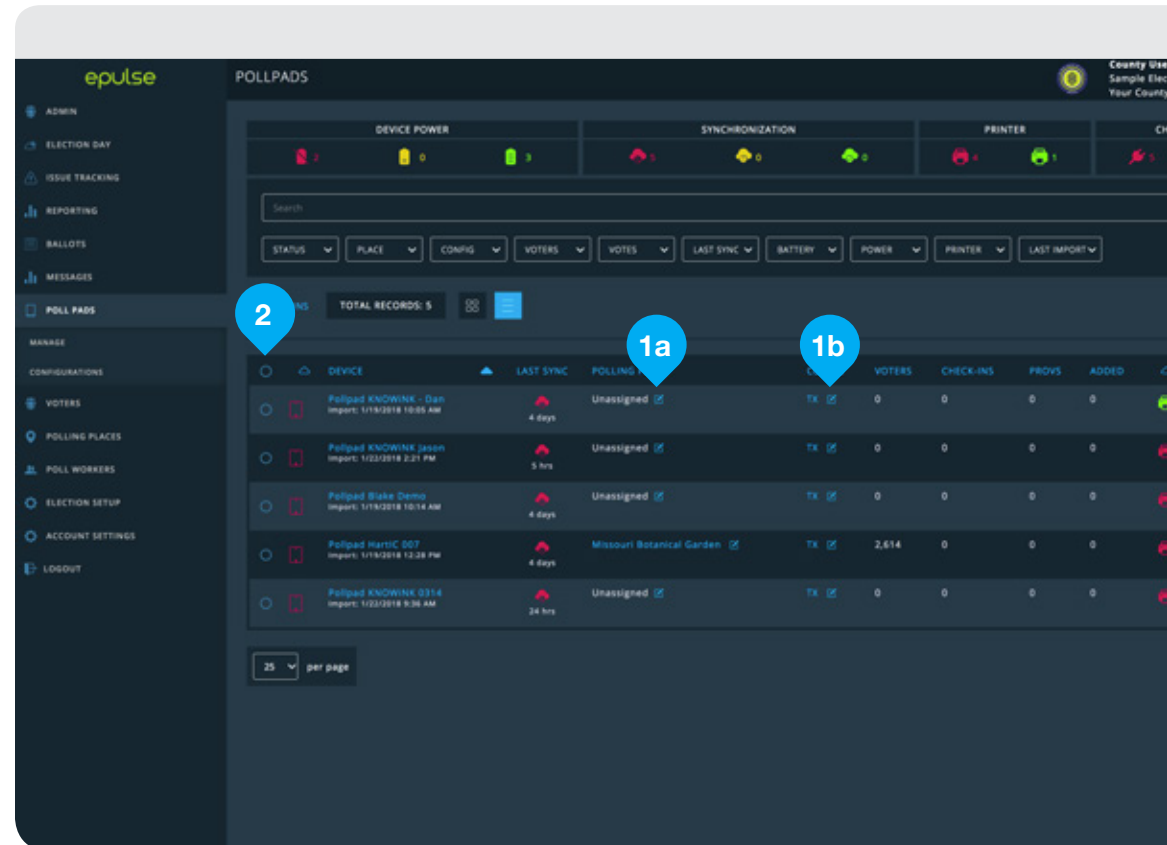 epulse
POLLPADS
County Use
Sample Elec
Your County
ADMIN
ELECTION DAY
ISSUE TRACKING
REPORTING
BALLOTS
MESSAGES
POLL PADS
MANAGE
CONFIGURATIONS
VOTERS
POLLING PLACES
POLL WORKERS
ELECTION SETUP
ACCOUNT SETTINGS
LOGOUT
DEVICE POWER SYNCHRONIZATION PRINTER CH
2 0 3 5 0 0 4 1 5
Search
STATUS PLACE CONFIG VOTERS VOTES LAST SYNC BATTERY POWER PRINTER LAST IMPORT
2 NS TOTAL RECORDS: 5
1a 1b
DEVICE LAST SYNC POLLING VOTERS CHECK-INS PROVS ADDED
Pollpad KNOWiNK - Dan Unassigned TX 0 0 0 0
Import: 1/19/2018 10:05 AM 4 days
Pollpad KNOWiNK Jason Unassigned TX 0 0 0 0
Import: 1/22/2018 2:21 PM 5 hrs
Pollpad Blake Demo Unassigned TX 0 0 0 0
Import: 1/19/2018 10:14 AM 4 days
Pollpad HartIC 007 Missouri Botanical Garden TX 2,614 0 0 0
Import: 1/19/2018 12:28 PM 4 days
Pollpad KNOWiNK 0314 Unassigned TX 0 0 0 0
Import: 1/22/2018 9:36 AM 24 hrs
25 per page